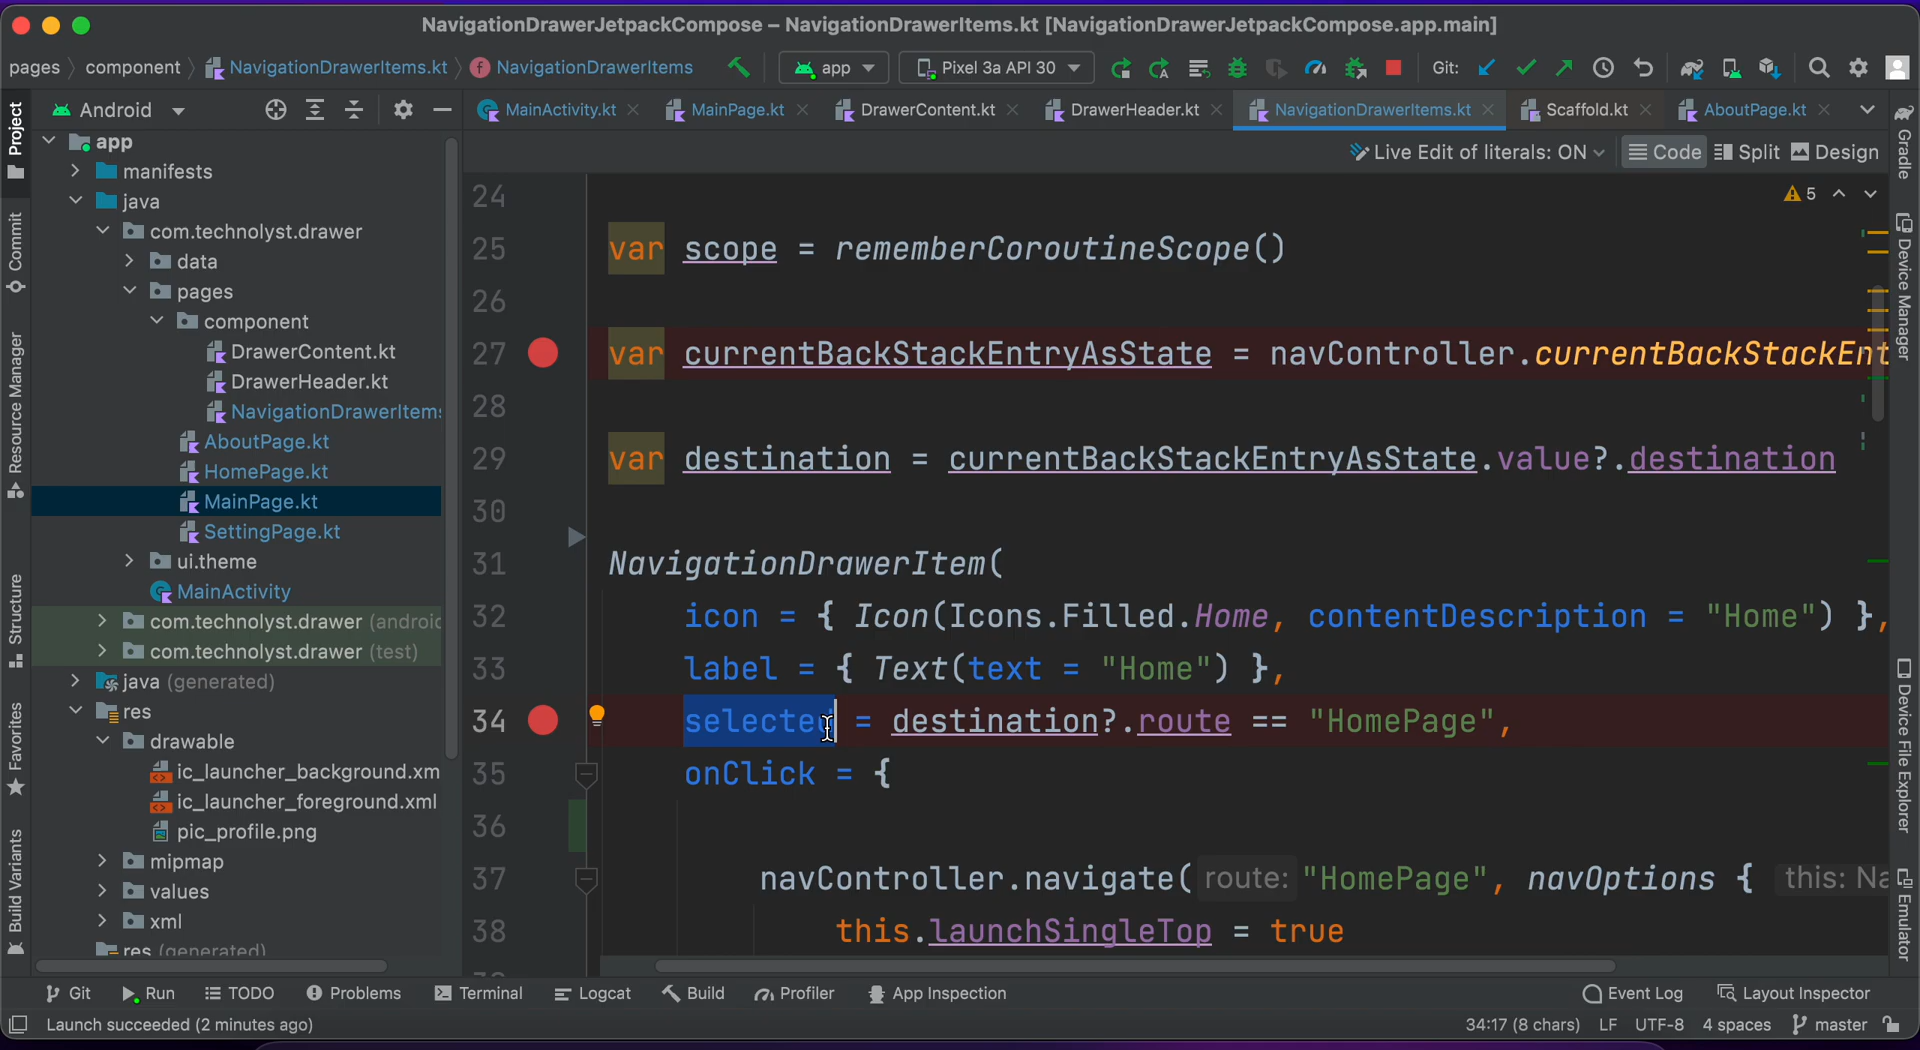 NavigationDrawerJetpackCompose – NavigationDrawerItems.kt [NavigationDrawerJetpackCompose.app.main]
pages component NavigationDrawerItems.kt NavigationDrawerItems app Pixel 3a API 30 Git:
Project
Commit
Resource Manager
Structure
Favorites
Build Variants
Android
MainActivity.kt MainPage.kt DrawerContent.kt DrawerHeader.kt NavigationDrawerItems.kt Scaffold.kt AboutPage.kt
Live Edit of literals: ON Code Split Design
app
manifests
java
com.technolyst.drawer
data
pages
component
DrawerContent.kt
DrawerHeader.kt
NavigationDrawerItems
AboutPage.kt
HomePage.kt
MainPage.kt
SettingPage.kt
ui.theme
MainActivity
com.technolyst.drawer (androic
com.technolyst.drawer (test)
java (generated)
res
drawable
ic_launcher_background.xm
ic_launcher_foreground.xml
pic_profile.png
mipmap
values
xml
res (generated)
5
24
25 var scope = rememberCoroutineScope()
26
27 var currentBackStackEntryAsState = navController.currentBackStackEnt
28
29 var destination = currentBackStackEntryAsState.value?.destination
30
31 NavigationDrawerItem(
32 icon = { Icon(Icons.Filled.Home, contentDescription = "Home") },
33 label = { Text(text = "Home") },
34 selected = destination?.route == "HomePage",
35 onClick = {
36
37 navController.navigate( route: "HomePage", navOptions { this: Na
38 this.launchSingleTop = true
Gradle
Device Manager
Device File Explorer
Emulator
Git Run TODO Problems Terminal Logcat Build Profiler App Inspection Event Log Layout Inspector
Launch succeeded (2 minutes ago) 34:17 (8 chars) LF UTF-8 4 spaces master